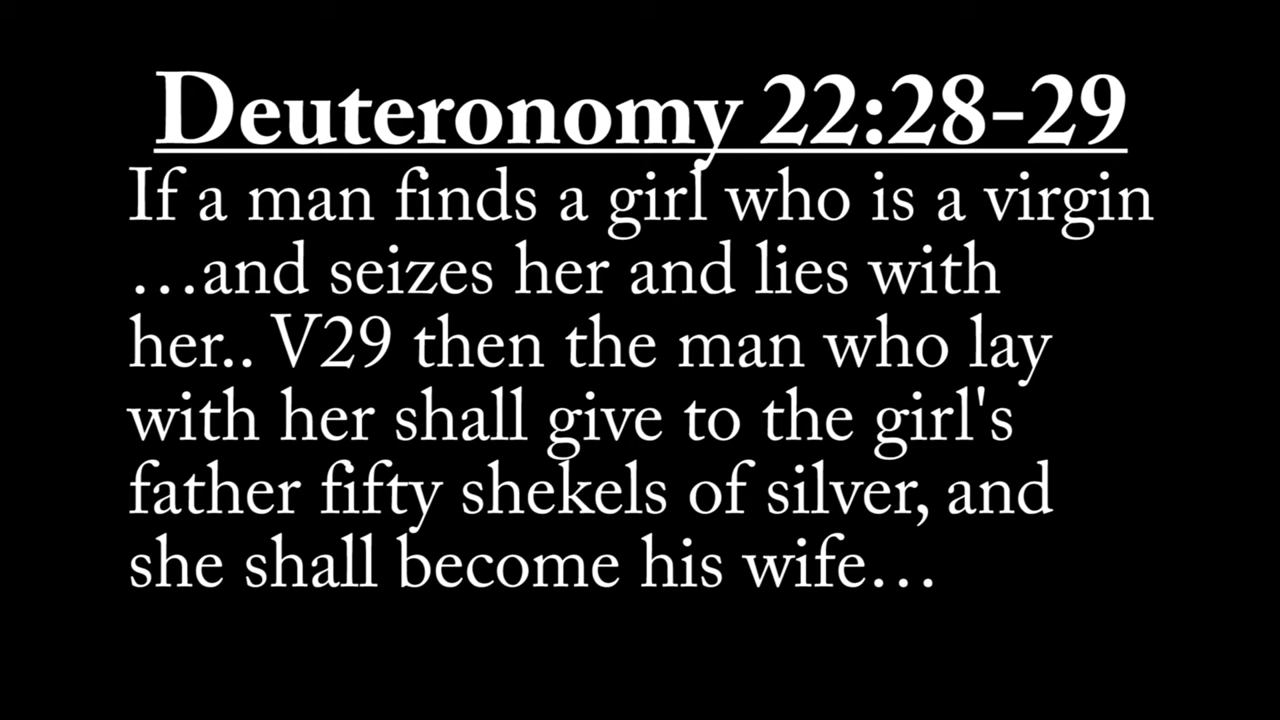 Deuteronomy 22:28-29
If a man finds a girl who is a virgin
…and seizes her and lies with
her.. V29 then the man who lay
with her shall give to the girl's
father fifty shekels of silver, and
she shall become his wife…